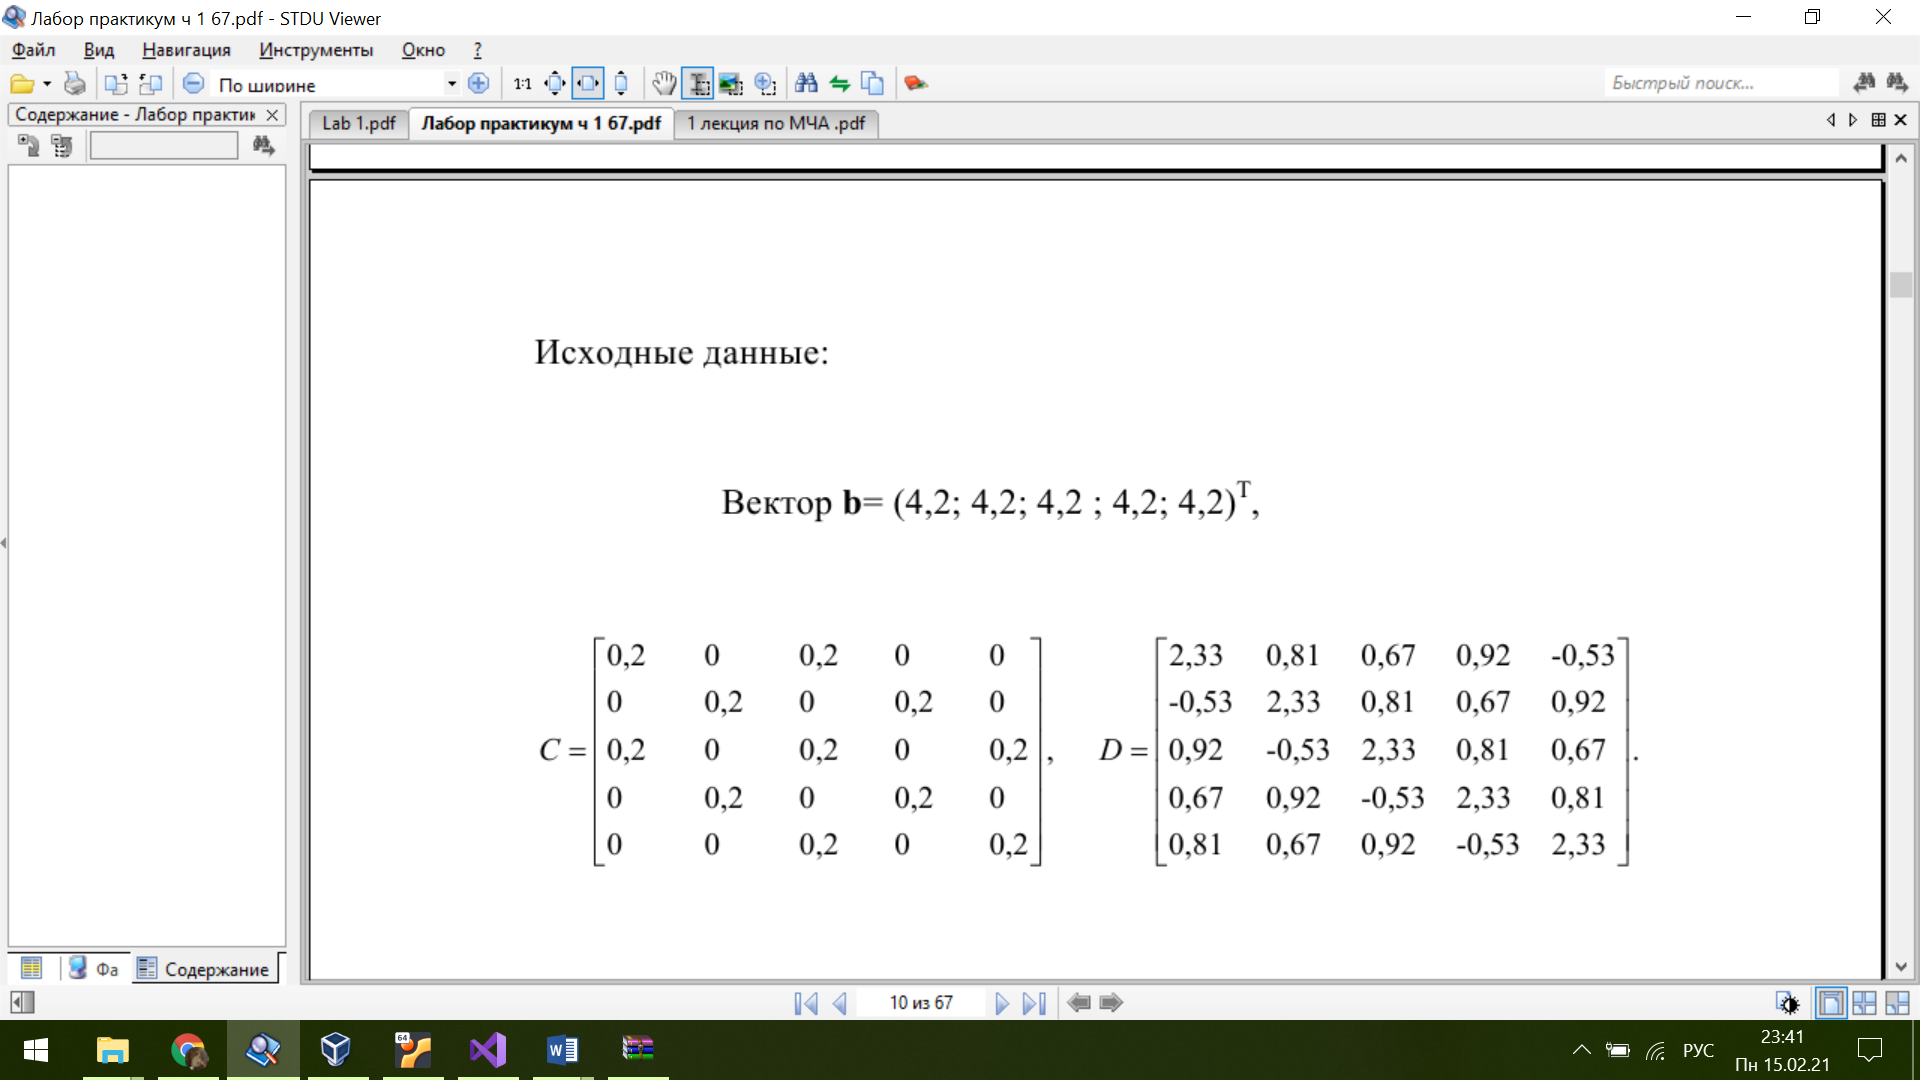 Лабор практикум ч 1 67.pdf - STDU Viewer
Файл Вид Навигация Инструменты Окно ?
По ширине 1:1 Быстрый поиск...
Содержание - Лабор практик
Lab 1.pdf Лабор практикум ч 1 67.pdf 1 лекция по МЧА .pdf
Исходные данные:
Вектор b= (4,2; 4,2; 4,2 ; 4,2; 4,2)ᵀ,
C = [0,2 0 0,2 0 0
0 0,2 0 0,2 0
0,2 0 0,2 0 0,2
0 0,2 0 0,2 0
0 0 0,2 0 0,2],
D = [2,33 0,81 0,67 0,92 -0,53
-0,53 2,33 0,81 0,67 0,92
0,92 -0,53 2,33 0,81 0,67
0,67 0,92 -0,53 2,33 0,81
0,81 0,67 0,92 -0,53 2,33].
Фа Содержание
10 из 67
64
РУС
23:41
Пн 15.02.21